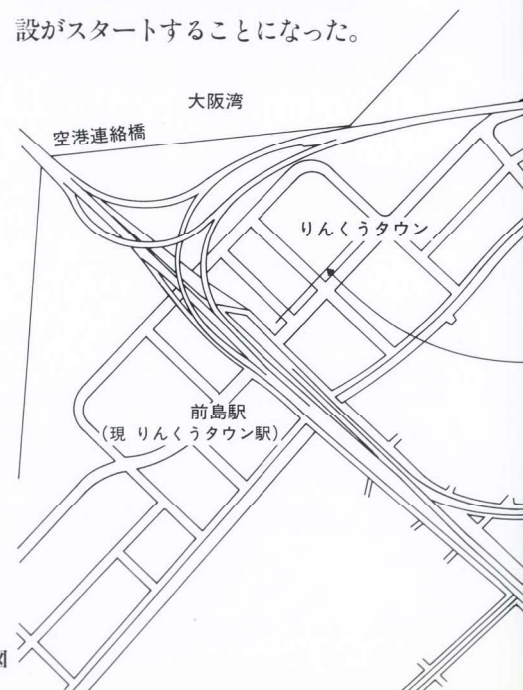 設がスタートすることになった。
大阪湾
空港連絡橋
りんくうタウン
前島駅
(現 りんくうタウン駅)
図